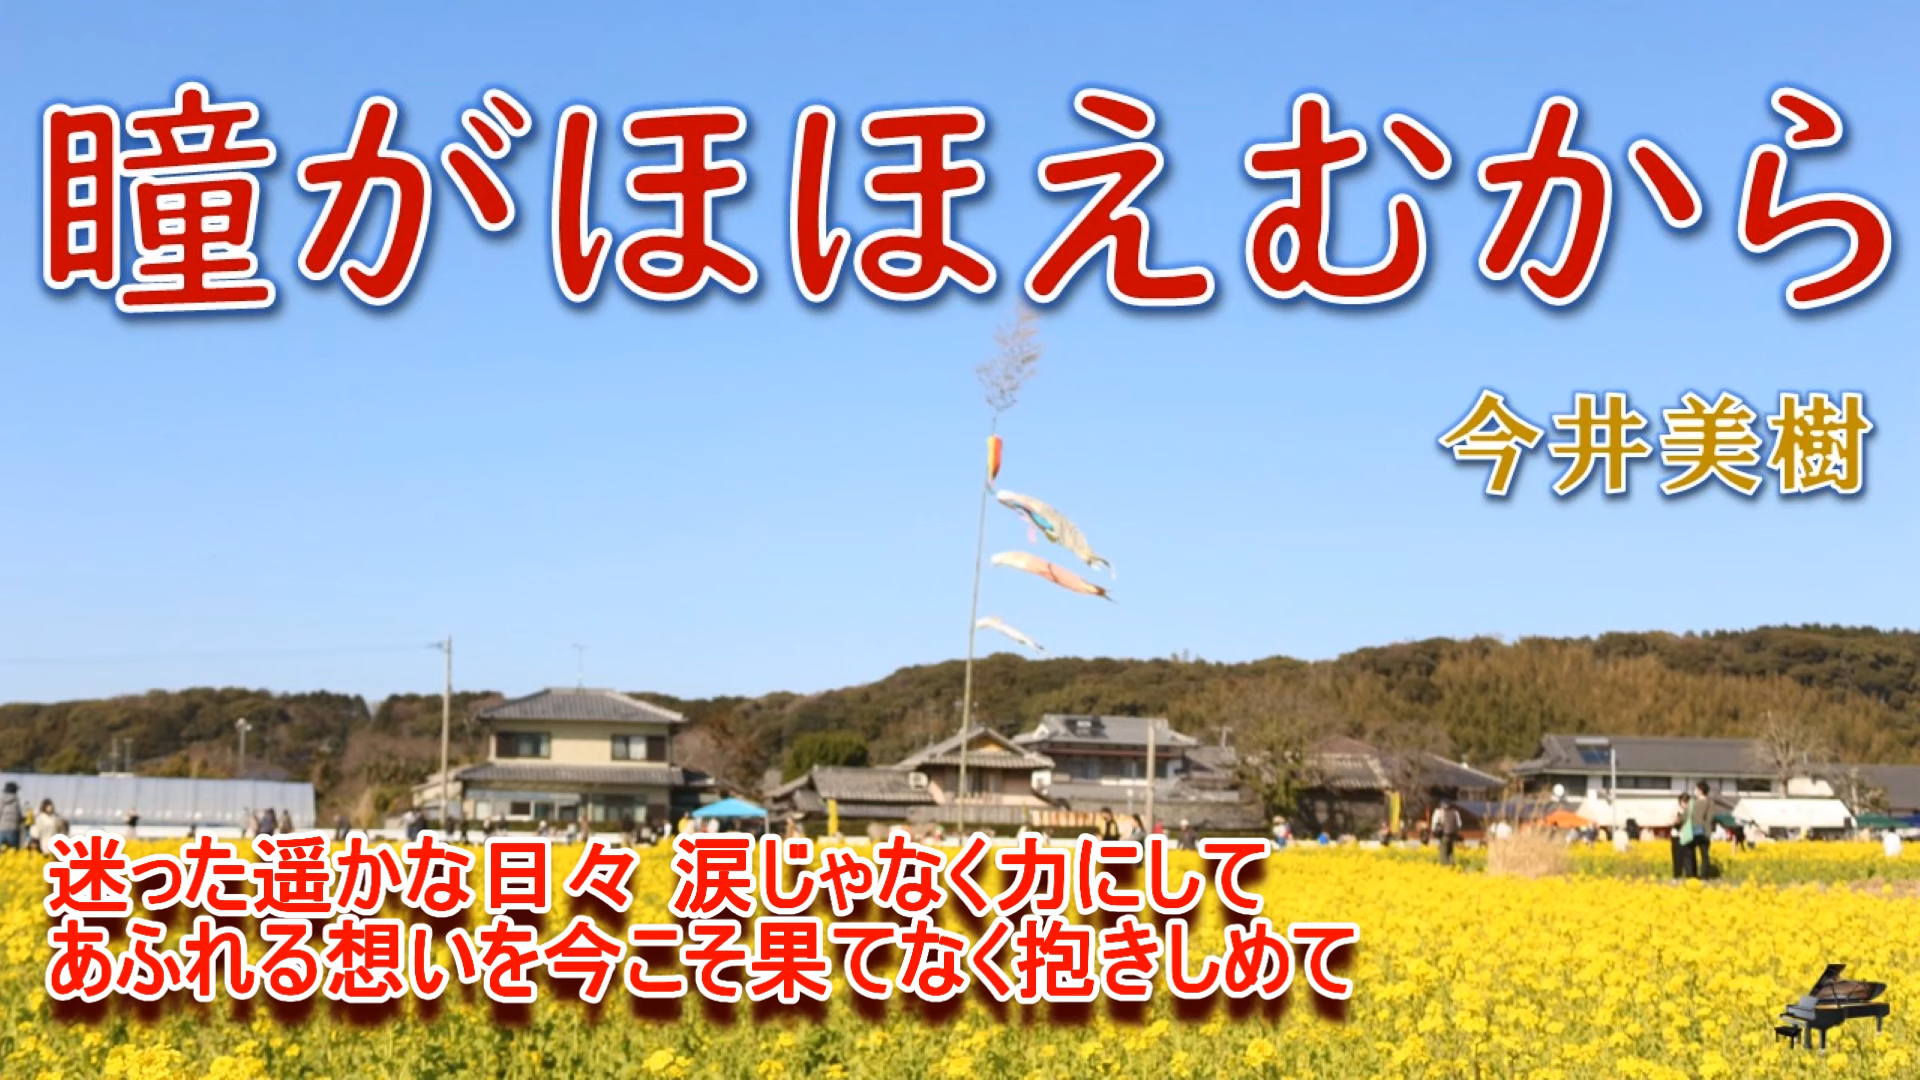 瞳がほほえむから
今井美樹
迷った遥かな日々 涙じゃなく力にして
あふれる想いを今こそ果てなく抱きしめて